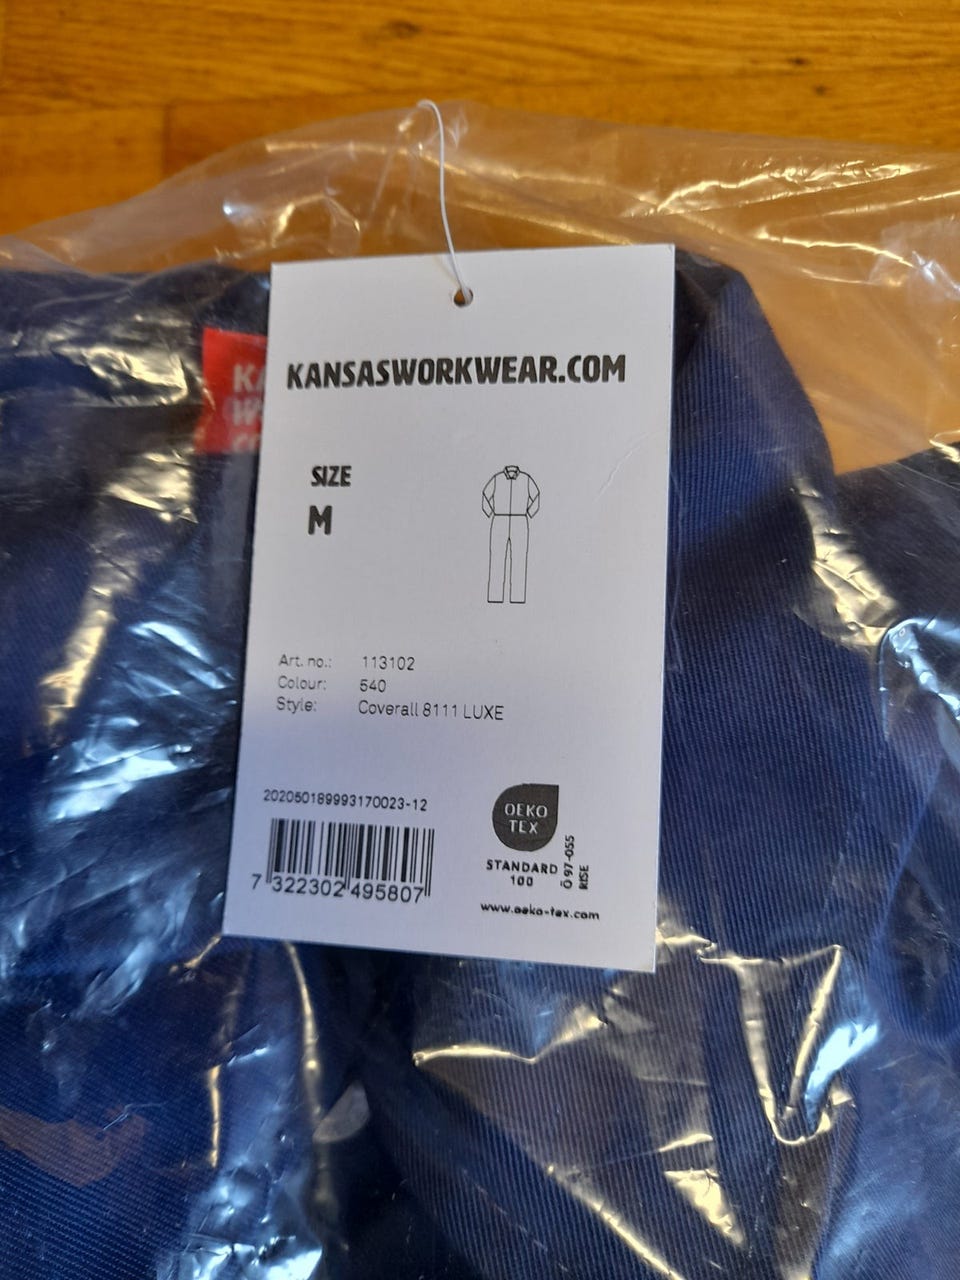 KANSASWORKWEAR.COM
SIZE
M
Art. no.: 113102
Colour: 540
Style: Coverall 8111 LUXE
202050189993170023-12
7 322302 495807
OEKO
TEX
STANDARD
100
Ö 97-055
RISE
www.oeko-tex.com